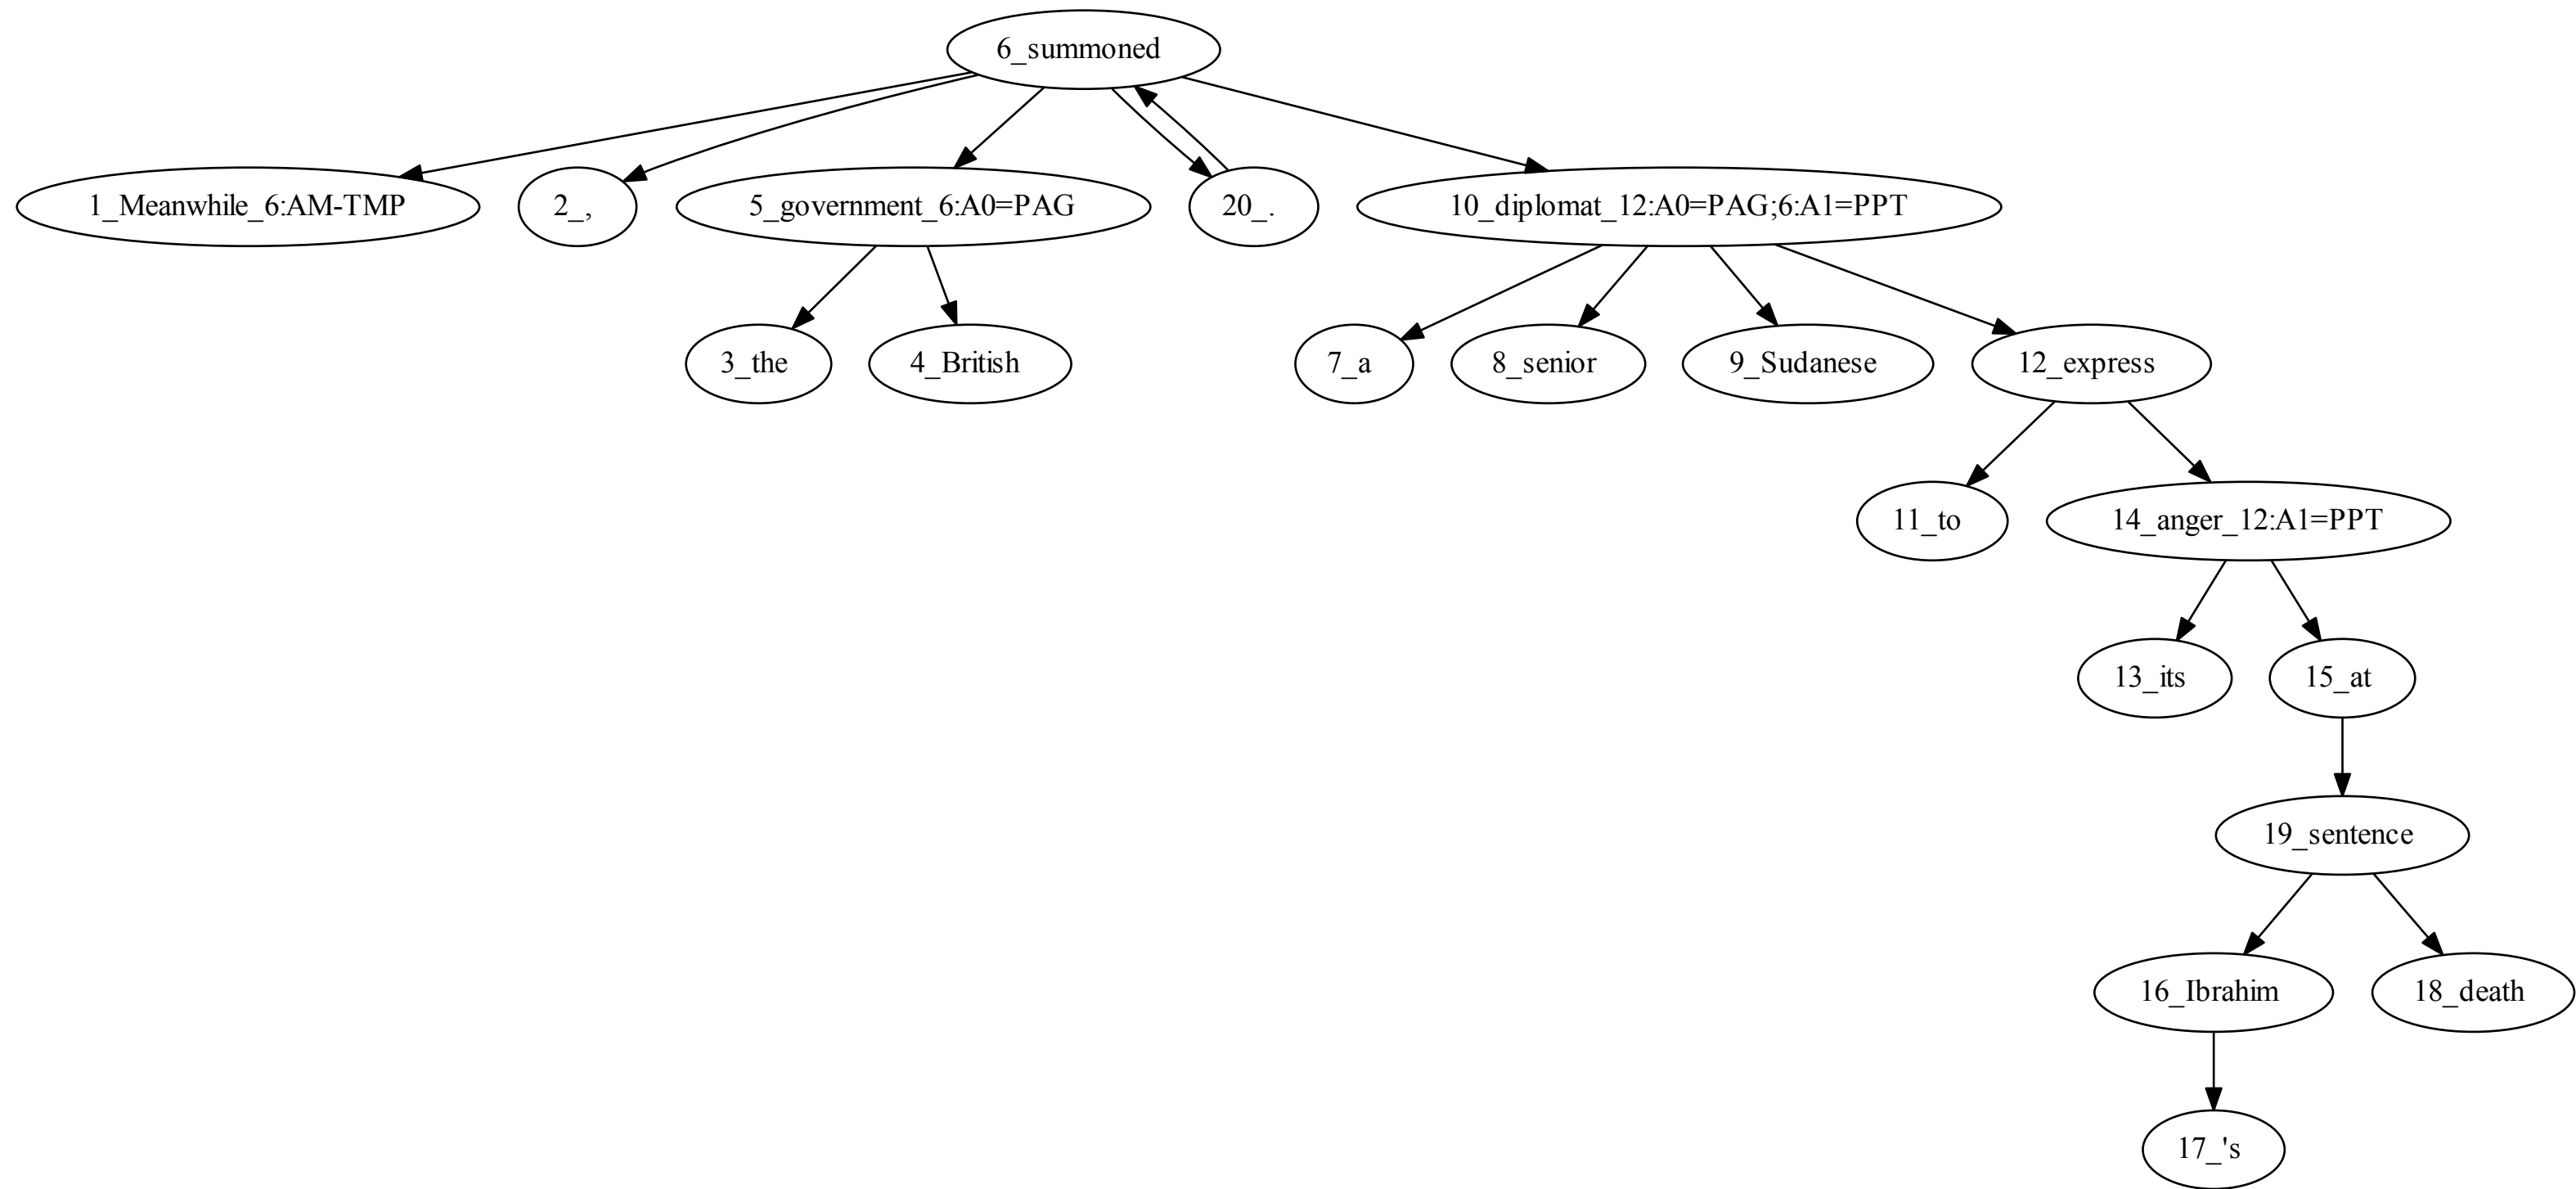 6_summoned
1_Meanwhile_6:AM-TMP
2_,
5_government_6:A0=PAG
20_.
10_diplomat_12:A0=PAG;6:A1=PPT
3_the
4_British
7_a
8_senior
9_Sudanese
12_express
11_to
14_anger_12:A1=PPT
13_its
15_at
19_sentence
16_Ibrahim
18_death
17_'s